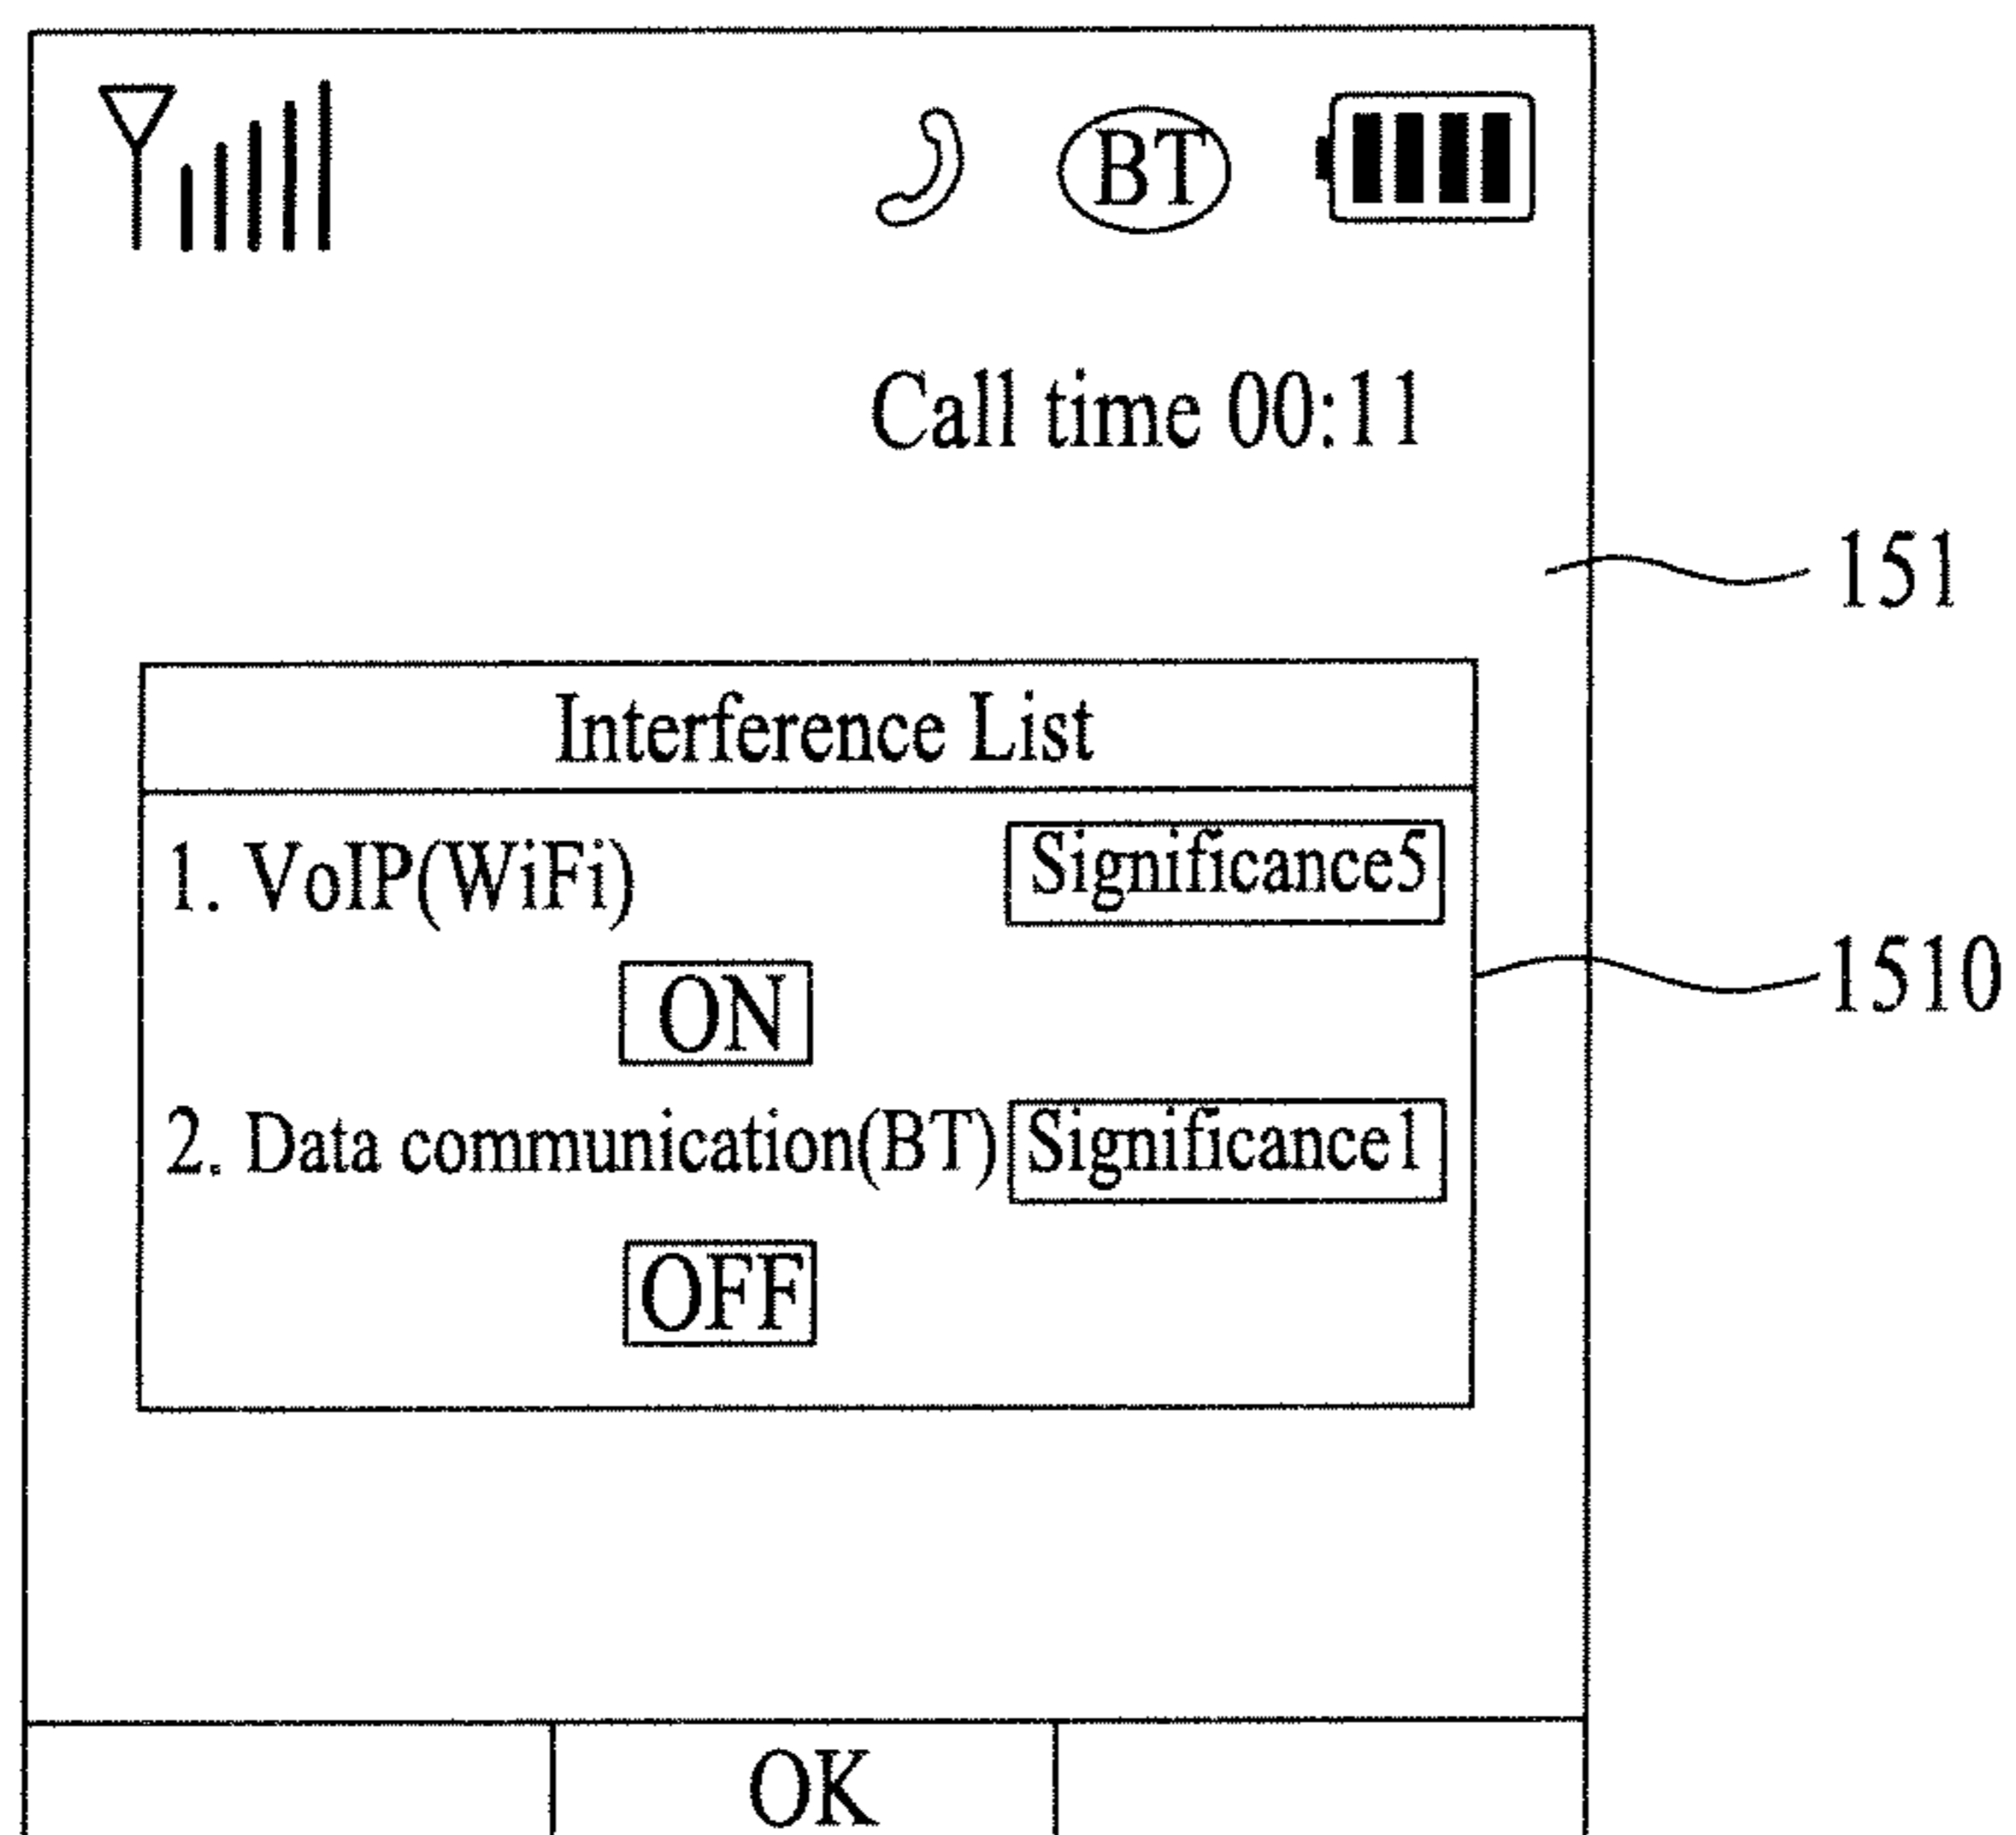 BT
Call time 00:11
151
Interference List
1. VoIP(WiFi) Significance5
1510
ON
2. Data communication(BT) Significance1
OFF
OK